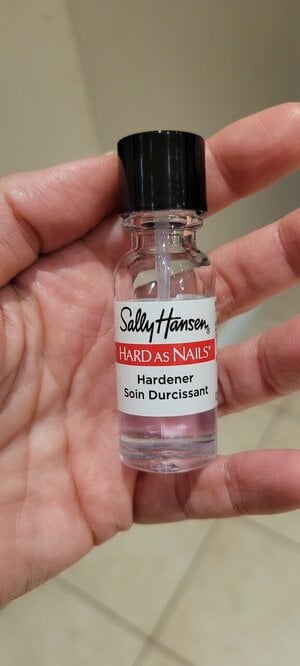 Sally Hansen®
HARD AS NAILS®
Hardener
Soin Durcissant